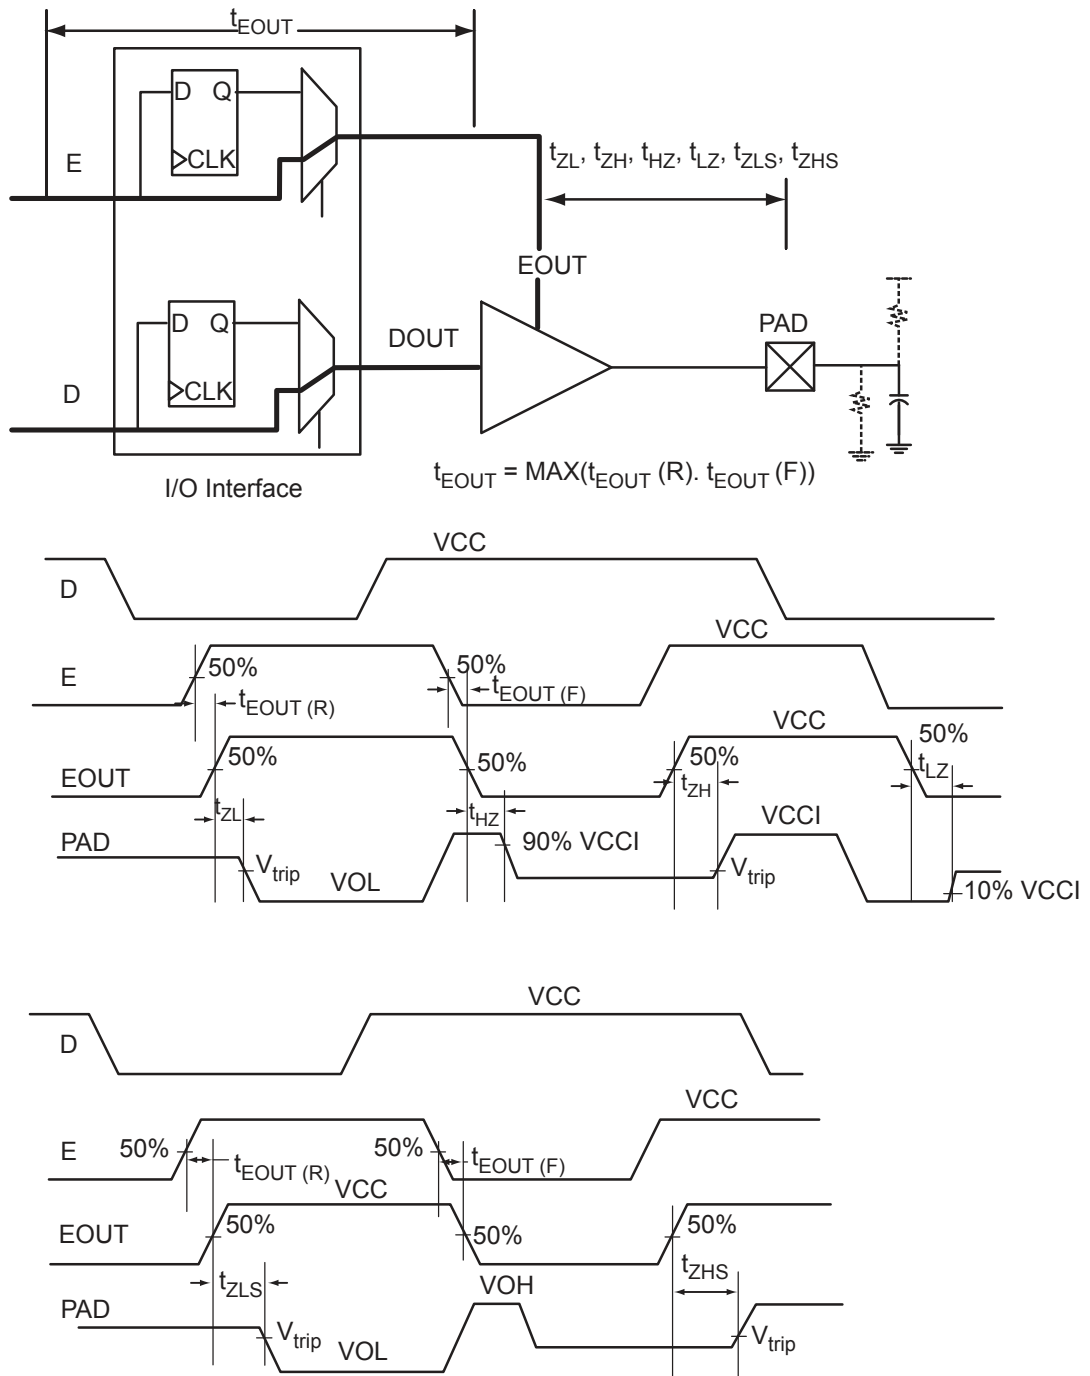 tEOUT
D Q
CLK
E
tZL, tZH, tHZ, tLZ, tZLS, tZHS
EOUT
D Q
CLK
D
DOUT
PAD
I/O Interface
tEOUT = MAX(tEOUT (R). tEOUT (F))
VCC
D
VCC
E
50%
50%
tEOUT (R)
tEOUT (F)
VCC
50%
EOUT
50%
50%
50%
tZL
tHZ
tZH
tLZ
PAD
VCCI
90% VCCI
Vtrip
VOL
Vtrip
10% VCCI
VCC
D
VCC
E
50%
50%
tEOUT (R)
tEOUT (F)
VCC
EOUT
50%
50%
50%
tZLS
VOH
tZHS
PAD
Vtrip
VOL
Vtrip